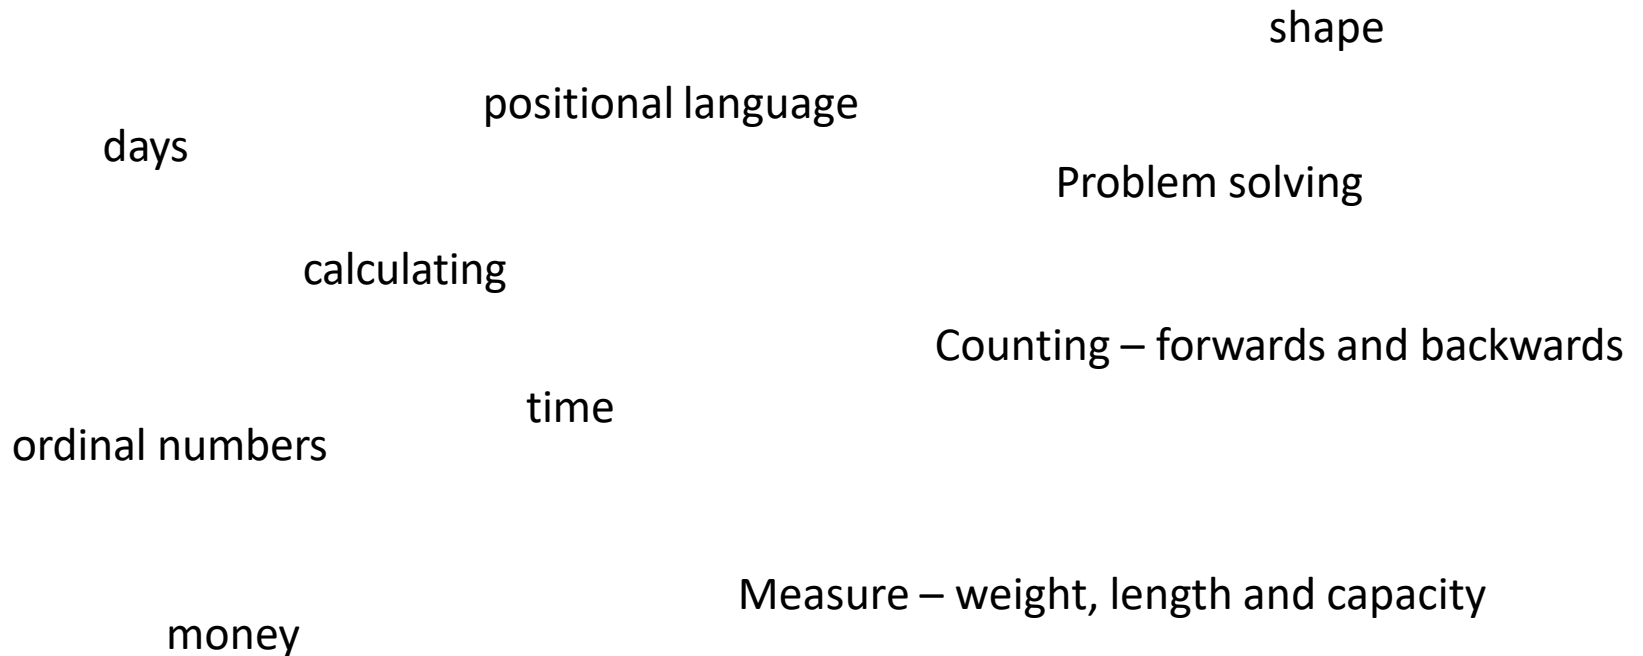 shape
positional language
days
Problem solving
calculating
Counting – forwards and backwards
time
ordinal numbers
Measure – weight, length and capacity
money